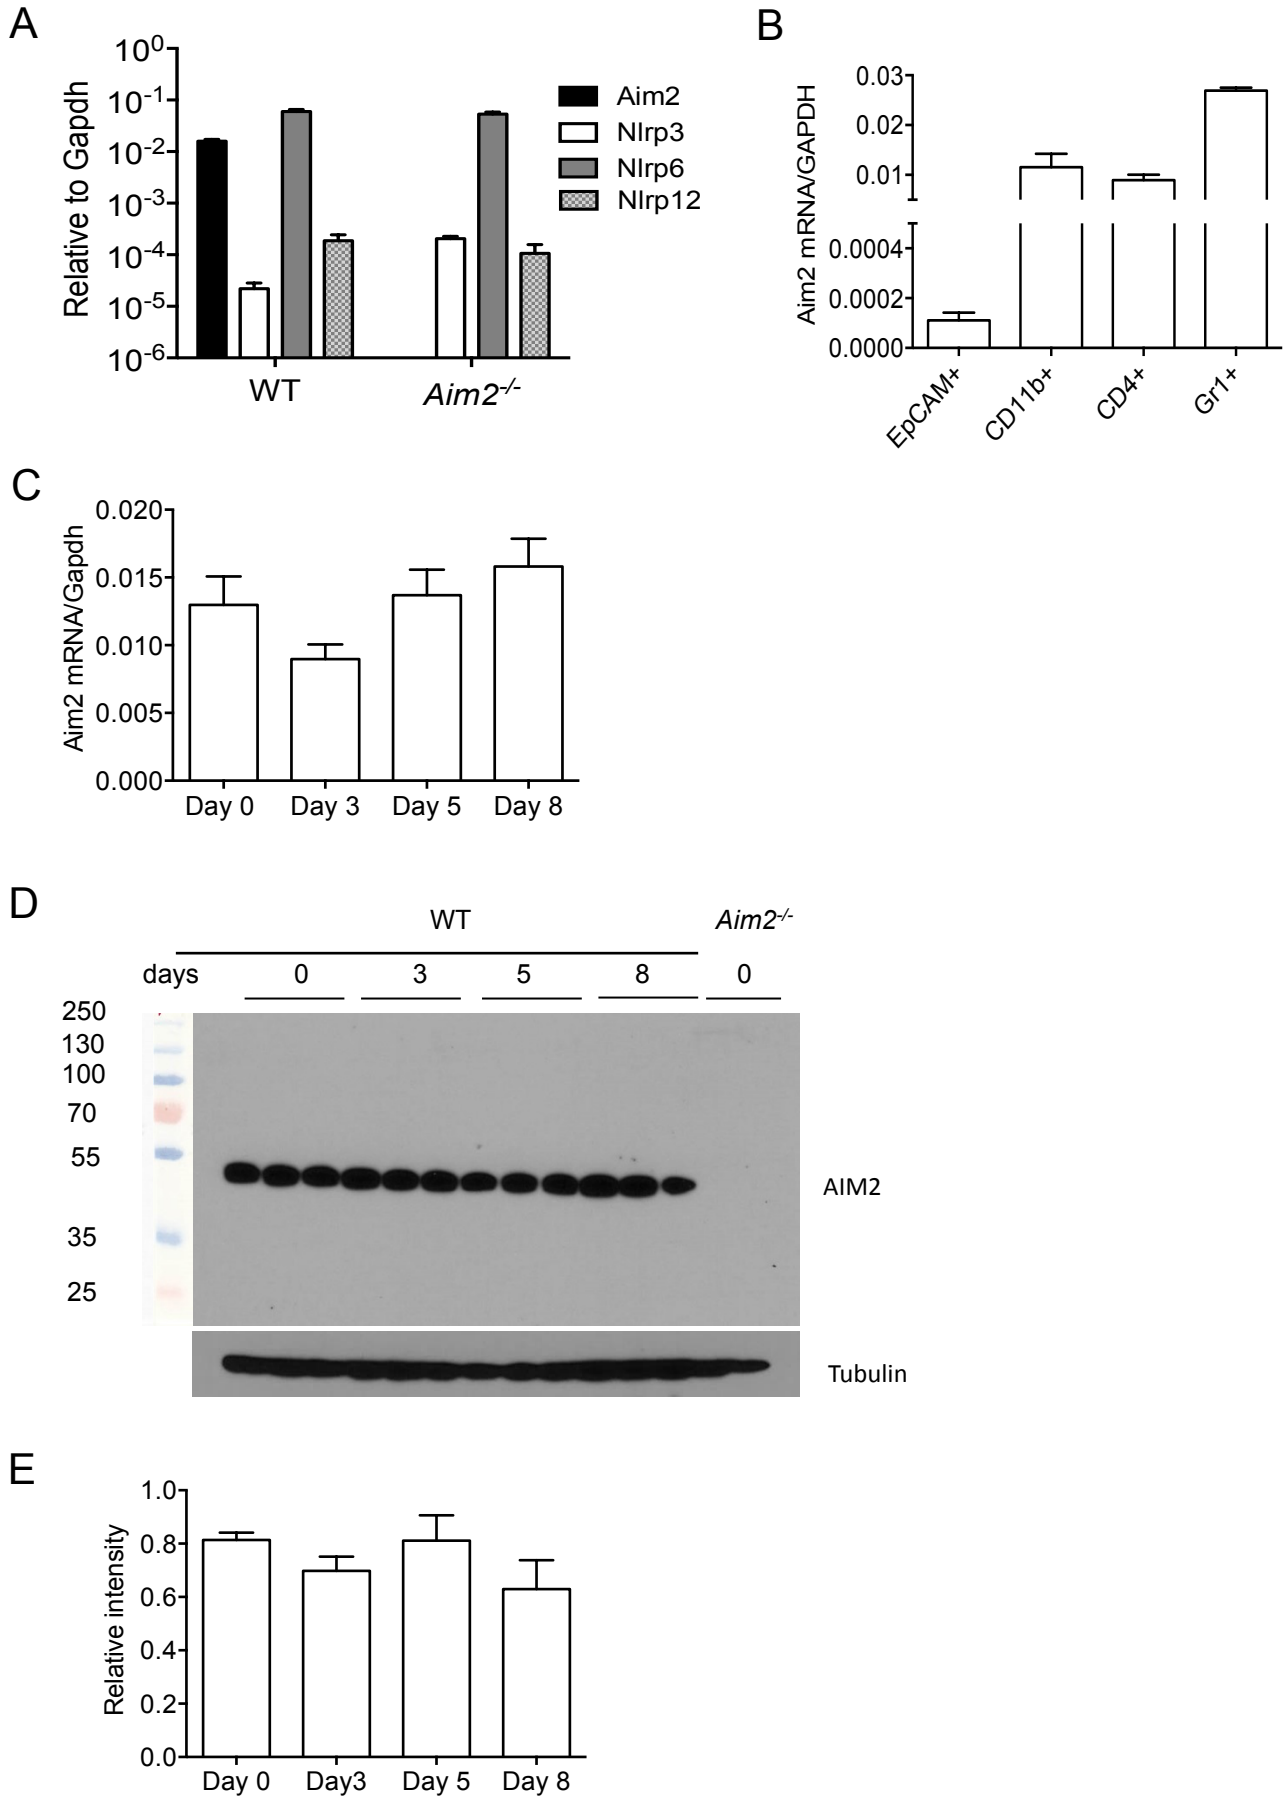 A
10⁰
10⁻¹
10⁻²
10⁻³
10⁻⁴
10⁻⁵
10⁻⁶
Relative to Gapdh
WT
Aim2⁻/⁻
Aim2
Nlrp3
Nlrp6
Nlrp12
B
Aim2 mRNA/GAPDH
0.03
0.02
0.01
0.0004
0.0002
0.0000
EpCAM+
CD11b+
CD4+
Gr1+
C
Aim2 mRNA/Gapdh
0.020
0.015
0.010
0.005
0.000
Day 0
Day 3
Day 5
Day 8
D
WT
Aim2⁻/⁻
days 0 3 5 8 0
250
130
100
70
55
35
25
AIM2
Tubulin
E
Relative intensity
1.0
0.8
0.6
0.4
0.2
0.0
Day 0
Day3
Day 5
Day 8